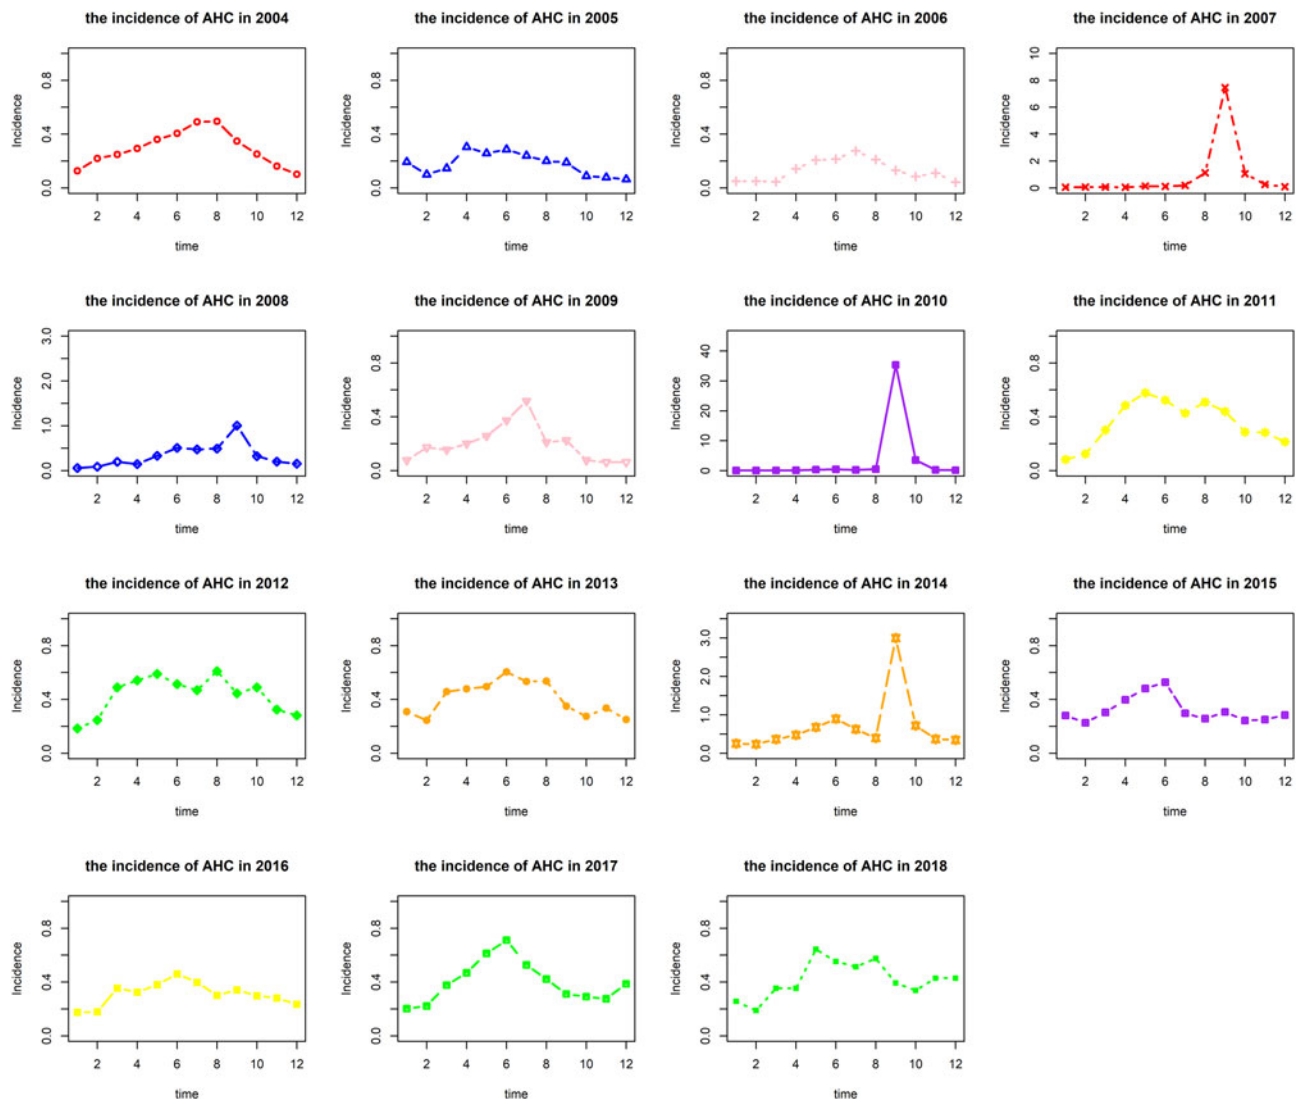 the incidence of AHC in 2004
Incidence
0.0 0.4 0.8
2 4 6 8 10 12
time
the incidence of AHC in 2005
Incidence
0.0 0.4 0.8
2 4 6 8 10 12
time
the incidence of AHC in 2006
Incidence
0.0 0.4 0.8
2 4 6 8 10 12
time
the incidence of AHC in 2007
Incidence
0 2 4 6 8 10
2 4 6 8 10 12
time
the incidence of AHC in 2008
Incidence
0.0 1.0 2.0 3.0
2 4 6 8 10 12
time
the incidence of AHC in 2009
Incidence
0.0 0.4 0.8
2 4 6 8 10 12
time
the incidence of AHC in 2010
Incidence
0 10 20 30 40
2 4 6 8 10 12
time
the incidence of AHC in 2011
Incidence
0.0 0.4 0.8
2 4 6 8 10 12
time
the incidence of AHC in 2012
Incidence
0.0 0.4 0.8
2 4 6 8 10 12
time
the incidence of AHC in 2013
Incidence
0.0 0.4 0.8
2 4 6 8 10 12
time
the incidence of AHC in 2014
Incidence
0.0 1.0 2.0 3.0
2 4 6 8 10 12
time
the incidence of AHC in 2015
Incidence
0.0 0.4 0.8
2 4 6 8 10 12
time
the incidence of AHC in 2016
Incidence
0.0 0.4 0.8
2 4 6 8 10 12
time
the incidence of AHC in 2017
Incidence
0.0 0.4 0.8
2 4 6 8 10 12
time
the incidence of AHC in 2018
Incidence
0.0 0.4 0.8
2 4 6 8 10 12
time